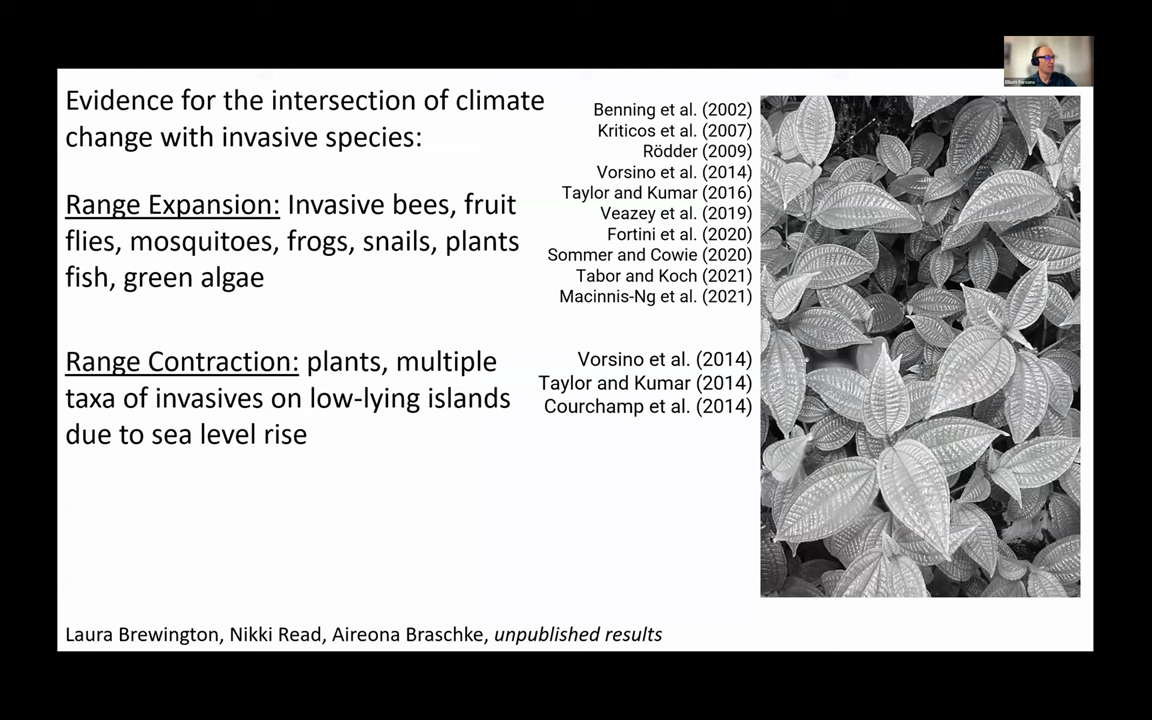 Elliott Parsons
Evidence for the intersection of climate
change with invasive species:
Range Expansion: Invasive bees, fruit
flies, mosquitoes, frogs, snails, plants
fish, green algae
Benning et al. (2002)
Kriticos et al. (2007)
Rödder (2009)
Vorsino et al. (2014)
Taylor and Kumar (2016)
Veazey et al. (2019)
Fortini et al. (2020)
Sommer and Cowie (2020)
Tabor and Koch (2021)
Macinnis-Ng et al. (2021)
Range Contraction: plants, multiple
taxa of invasives on low-lying islands
due to sea level rise
Vorsino et al. (2014)
Taylor and Kumar (2014)
Courchamp et al. (2014)
Laura Brewington, Nikki Read, Aireona Braschke, unpublished results